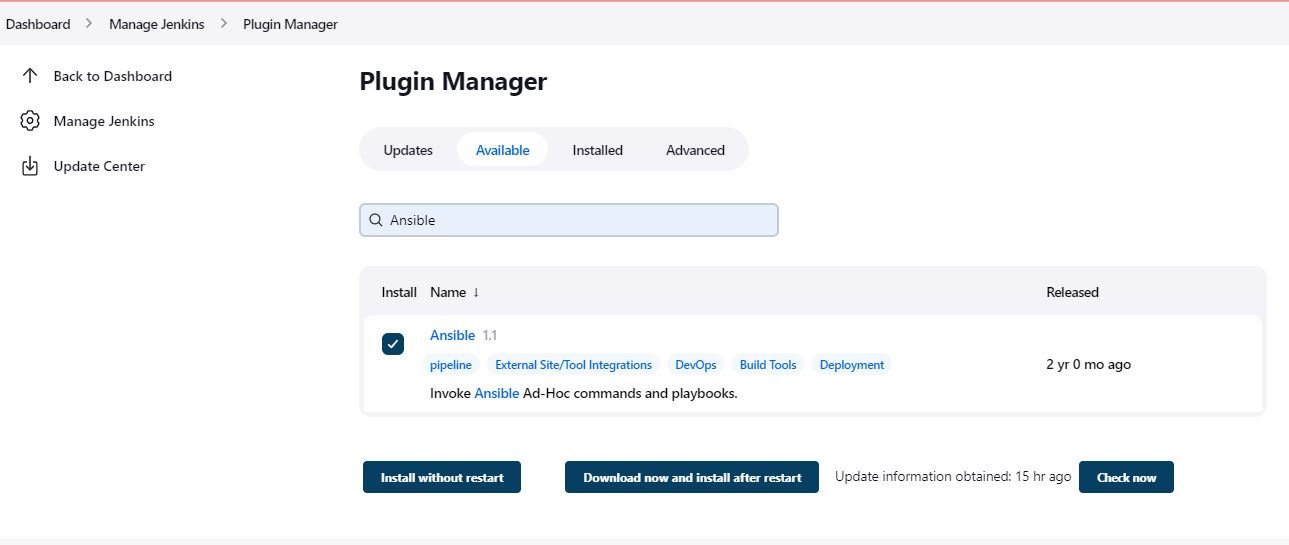 Dashboard > Manage Jenkins > Plugin Manager
Back to Dashboard
Manage Jenkins
Update Center
Plugin Manager
Updates Available Installed Advanced
Ansible
Install Name ↓ Released
Ansible 1.1
pipeline External Site/Tool Integrations DevOps Build Tools Deployment
2 yr 0 mo ago
Invoke Ansible Ad-Hoc commands and playbooks.
Install without restart Download now and install after restart Update information obtained: 15 hr ago Check now